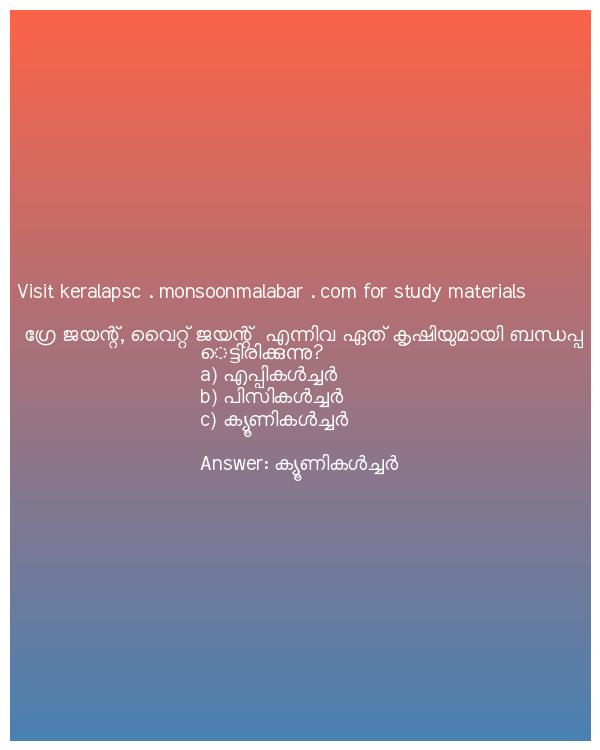 Visit keralapsc . monsoonmalabar . com for study materials
ഗ്രേ ജയന്റ്, വൈറ്റ് ജയന്റ്  എന്നിവ ഏത് കൃഷിയുമായി ബന്ധപ്പ
െട്ടിരിക്കുന്നു?
a) എപ്പികൾച്ചർ
b) പിസികൾച്ചർ
c) ക്യൂണികൾച്ചർ
Answer: ക്യൂണികൾച്ചർ